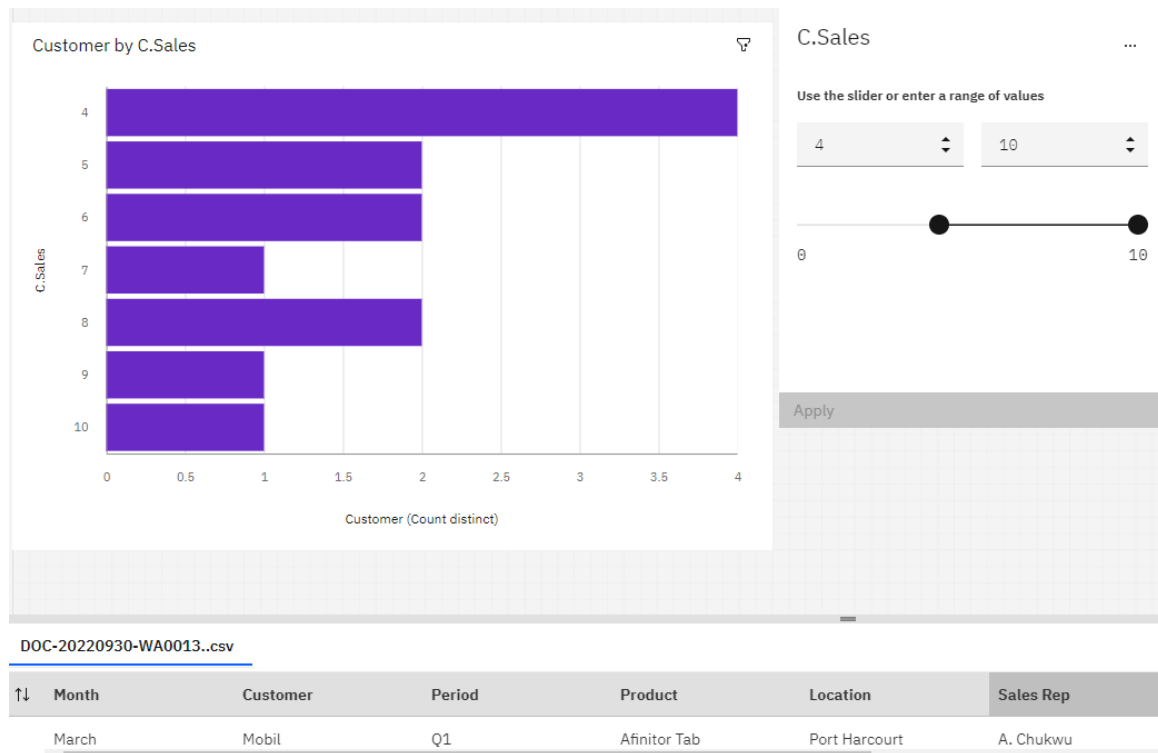 Customer by C.Sales
4
5
6
7
8
9
10
C.Sales
0 0.5 1 1.5 2 2.5 3 3.5 4
Customer (Count distinct)
C.Sales
...
Use the slider or enter a range of values
4 10
0 10
Apply
DOC-20220930-WA0013..csv
Month Customer Period Product Location Sales Rep
March Mobil Q1 Afinitor Tab Port Harcourt A. Chukwu